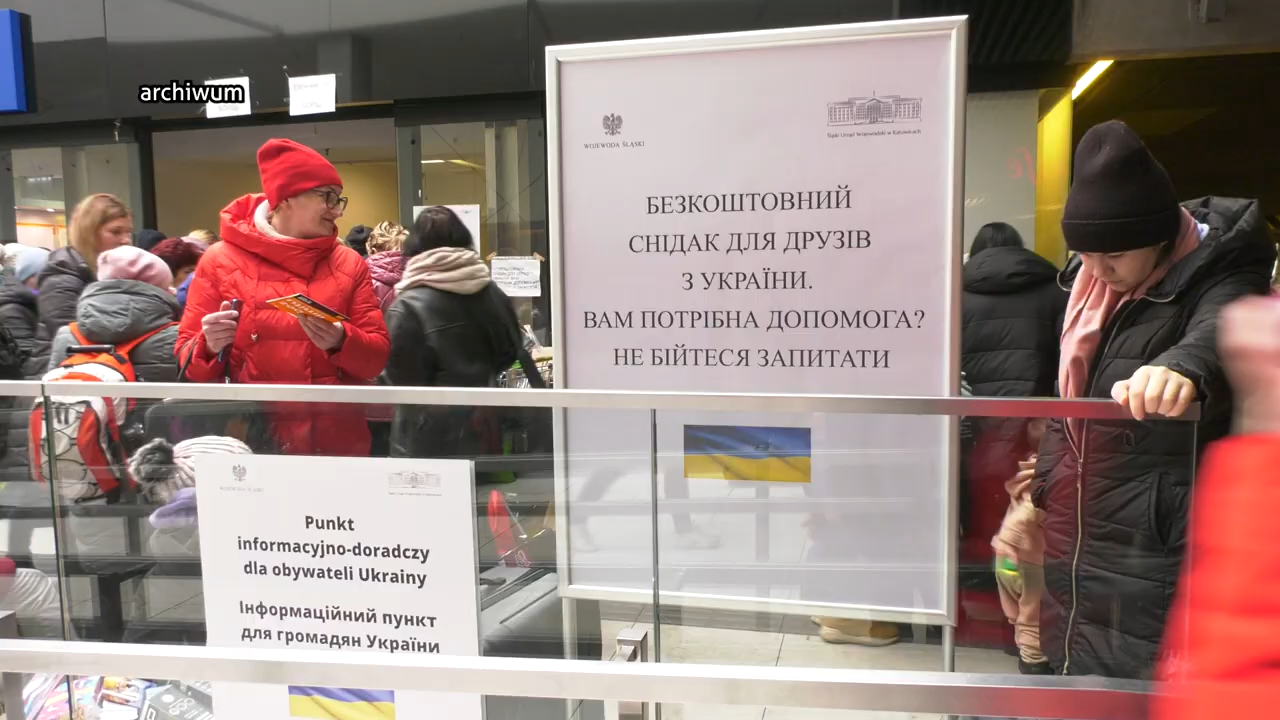 archiwum
WOJEWODA ŚLĄSKI
Śląski Urząd Wojewódzki w Katowicach
БЕЗКОШТОВНИЙ
СНІДАК ДЛЯ ДРУЗІВ
З УКРАЇНИ.
ВАМ ПОТРІБНА ДОПОМОГА?
НЕ БІЙТЕСЯ ЗАПИТАТИ
Punkt
informacyjno-doradczy
dla obywateli Ukrainy
Інформаційний пункт
для громадян України